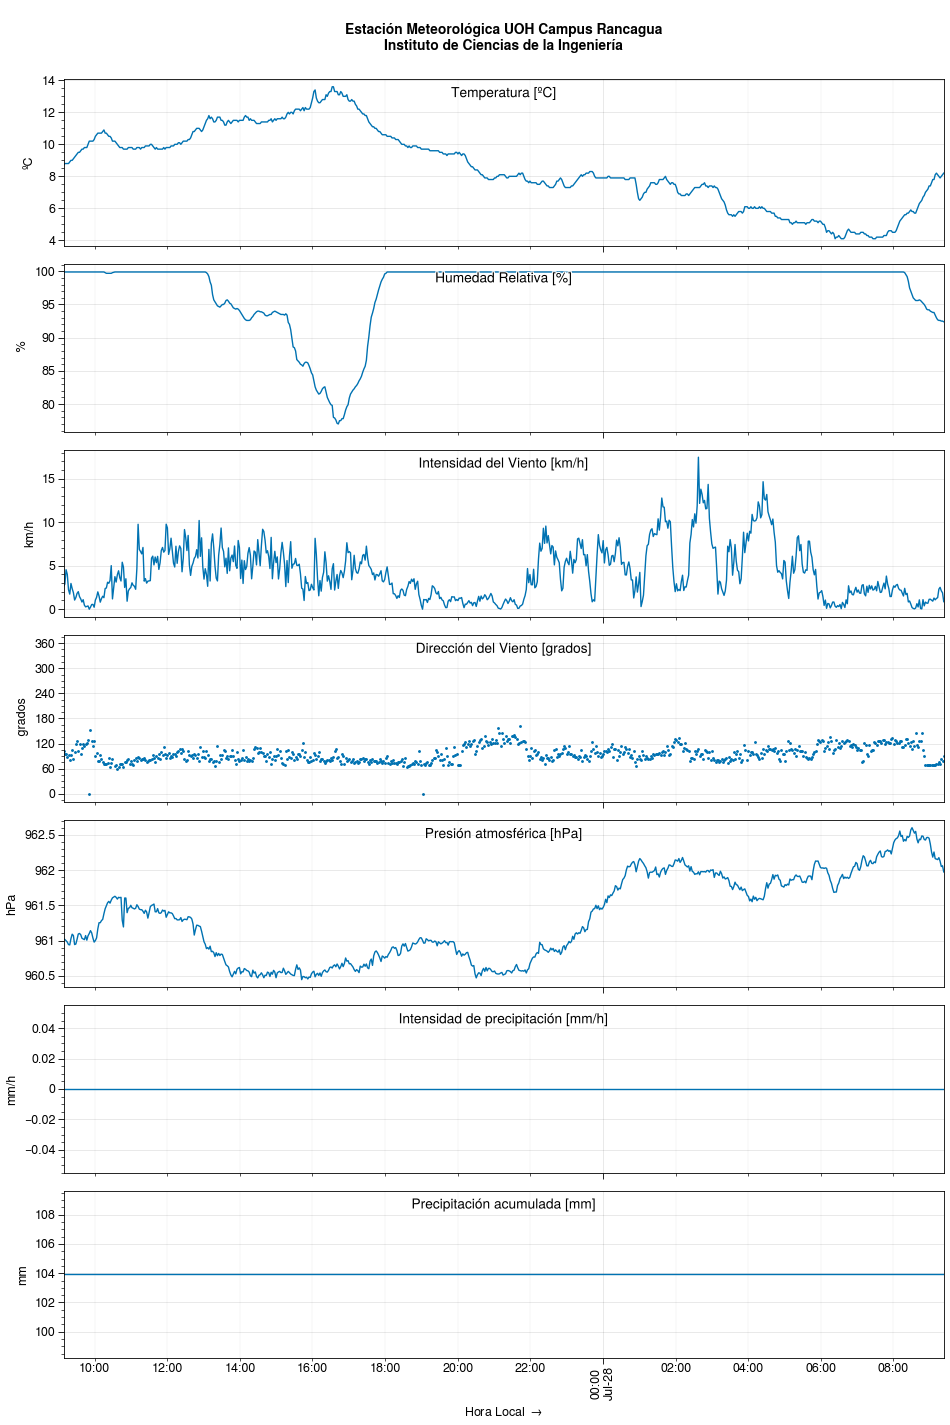 Estación Meteorológica UOH Campus Rancagua
Instituto de Ciencias de la Ingeniería
Temperatura [ºC]
ºC
14
12
10
8
6
4
Humedad Relativa [%]
%
100
95
90
85
80
Intensidad del Viento [km/h]
km/h
15
10
5
0
Dirección del Viento [grados]
grados
360
300
240
180
120
60
0
Presión atmosférica [hPa]
hPa
962.5
962
961.5
961
960.5
Intensidad de precipitación [mm/h]
mm/h
0.04
0.02
0
−0.02
−0.04
Precipitación acumulada [mm]
mm
108
106
104
102
100
10:00 12:00 14:00 16:00 18:00 20:00 22:00 00:00 02:00 04:00 06:00 08:00
Jul-28
Hora Local →